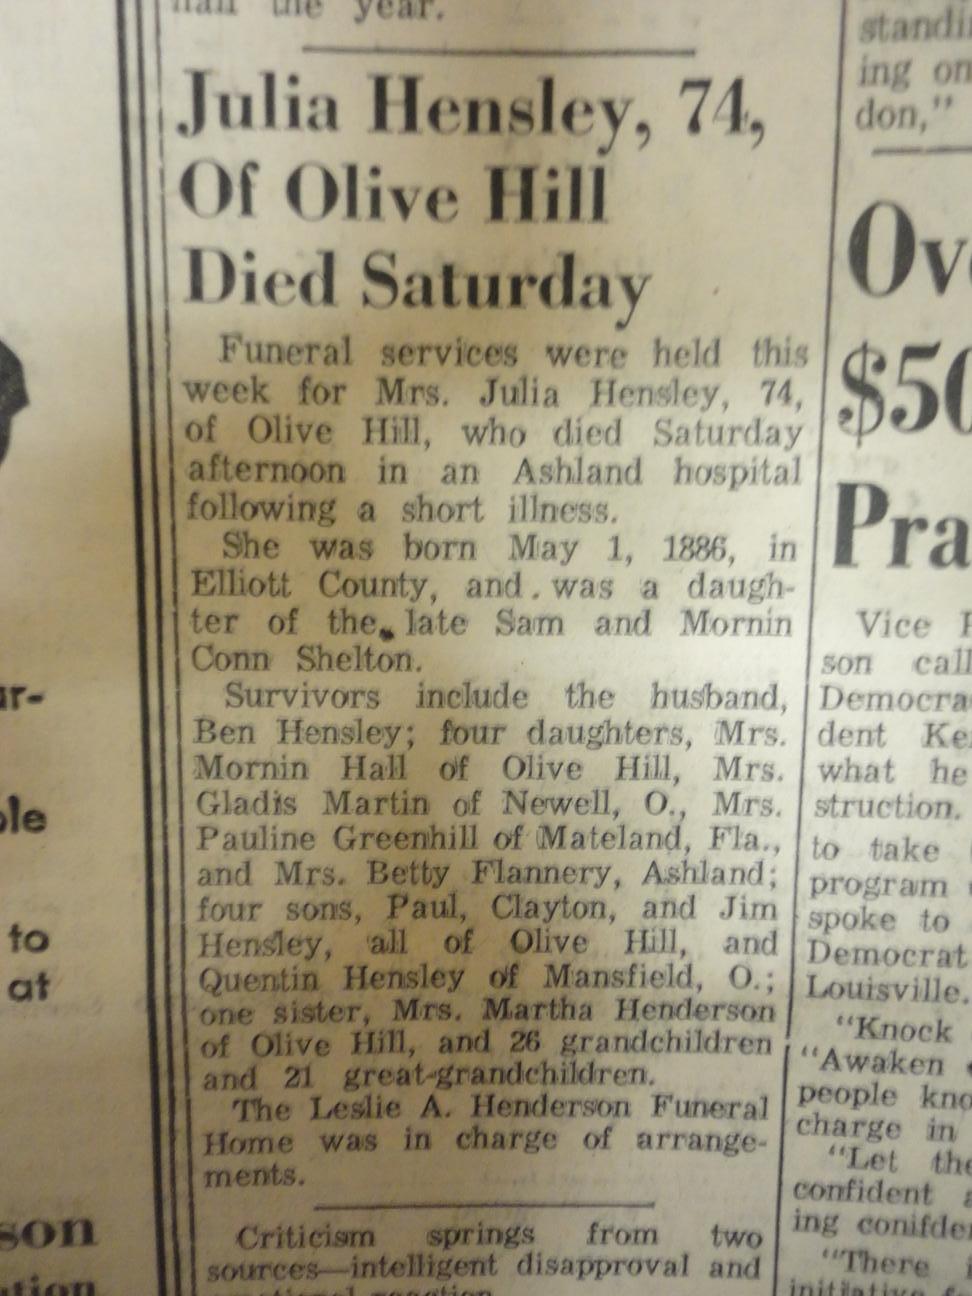 the year.
Julia Hensley, 74,
Of Olive Hill
Died Saturday
Funeral services were held this
week for Mrs. Julia Hensley, 74,
of Olive Hill, who died Saturday
afternoon in an Ashland hospital
following a short illness.
She was born May 1, 1886, in
Elliott County, and was a daugh-
ter of the late Sam and Mornin
Conn Shelton.
Survivors include the husband,
Ben Hensley; four daughters, Mrs.
Mornin Hall of Olive Hill, Mrs.
Gladis Martin of Newell, O., Mrs.
Pauline Greenhill of Mateland, Fla.,
and Mrs. Betty Flannery, Ashland;
four sons, Paul, Clayton, and Jim
Hensley, all of Olive Hill, and
Quentin Hensley of Mansfield, O.;
one sister, Mrs. Martha Henderson
of Olive Hill, and 26 grandchildren
and 21 great-grandchildren.
The Leslie A. Henderson Funeral
Home was in charge of arrange-
ments.
Criticism springs from two
sources—intelligent disapproval and
to
at
ing on
don,"
$50
Vice
son call
Democra
dent Ke
what he
struction.
to take
program
spoke to
Democrat
Louisville.
"Knock
"Awaken
people kno
charge in
"Let the
confident a
ing conifde
"There